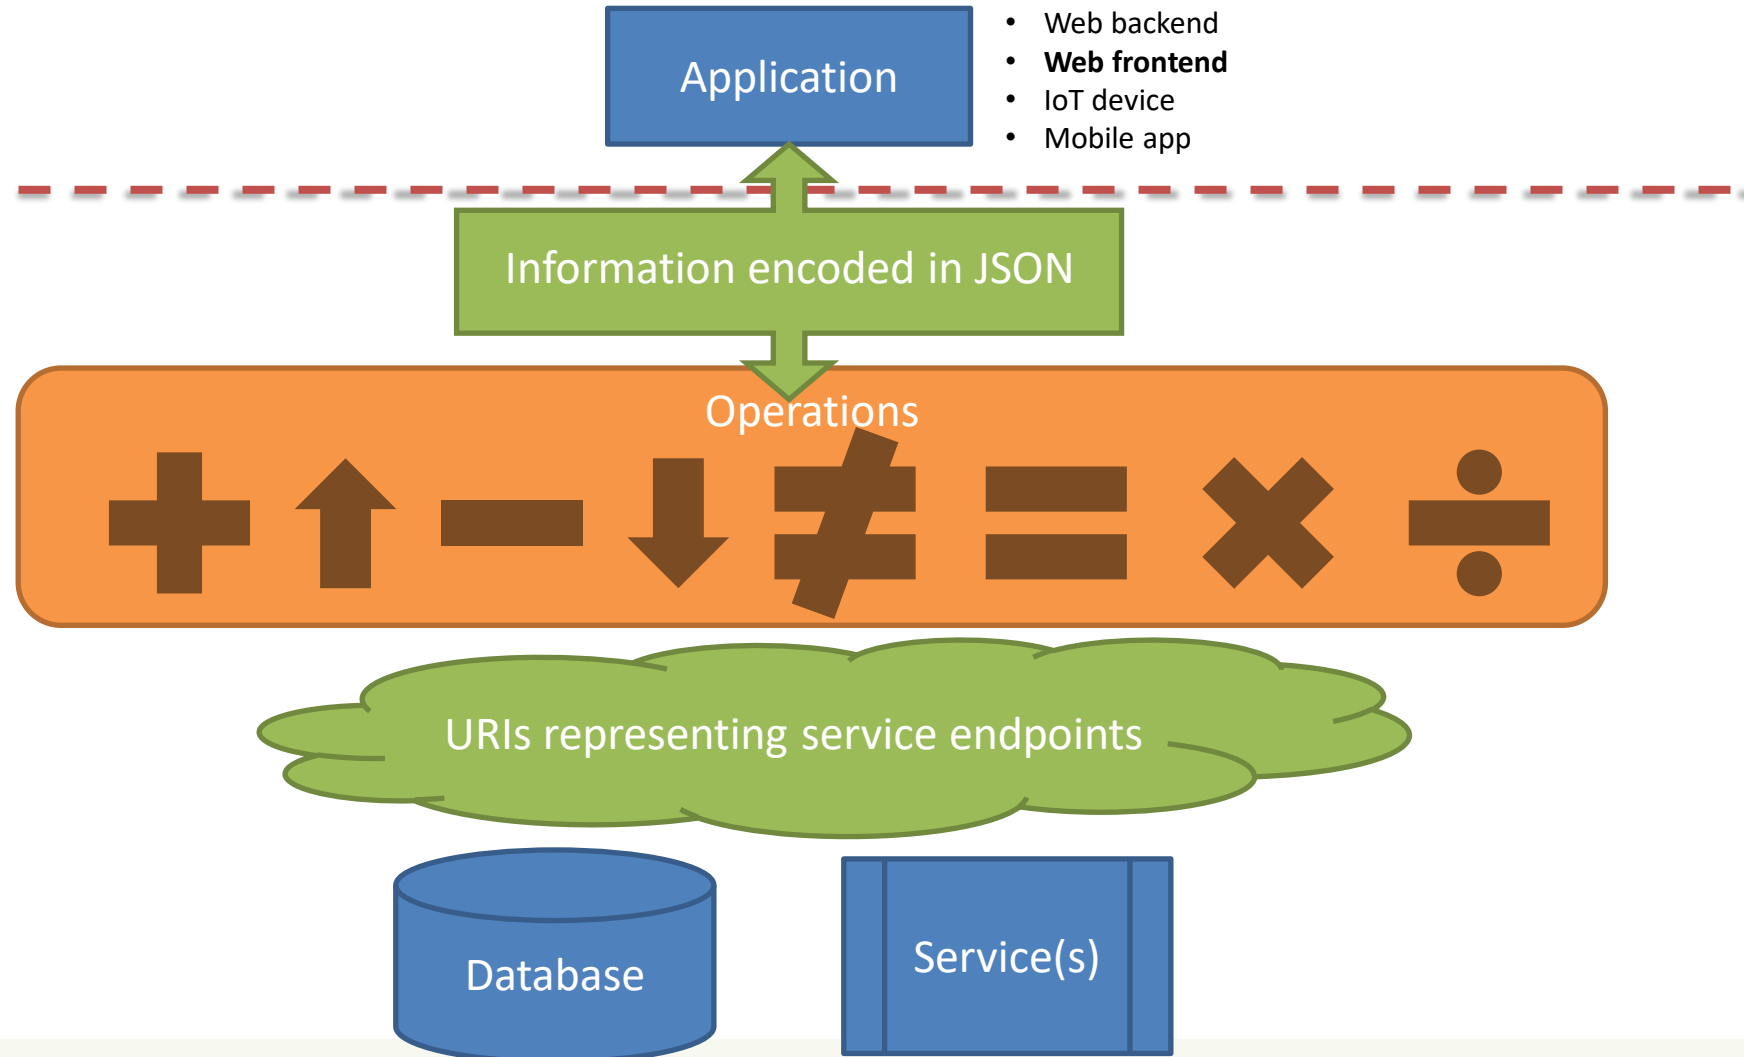 Application
• Web backend
• Web frontend
• IoT device
• Mobile app
Information encoded in JSON
Operations
URIs representing service endpoints
Database
Service(s)